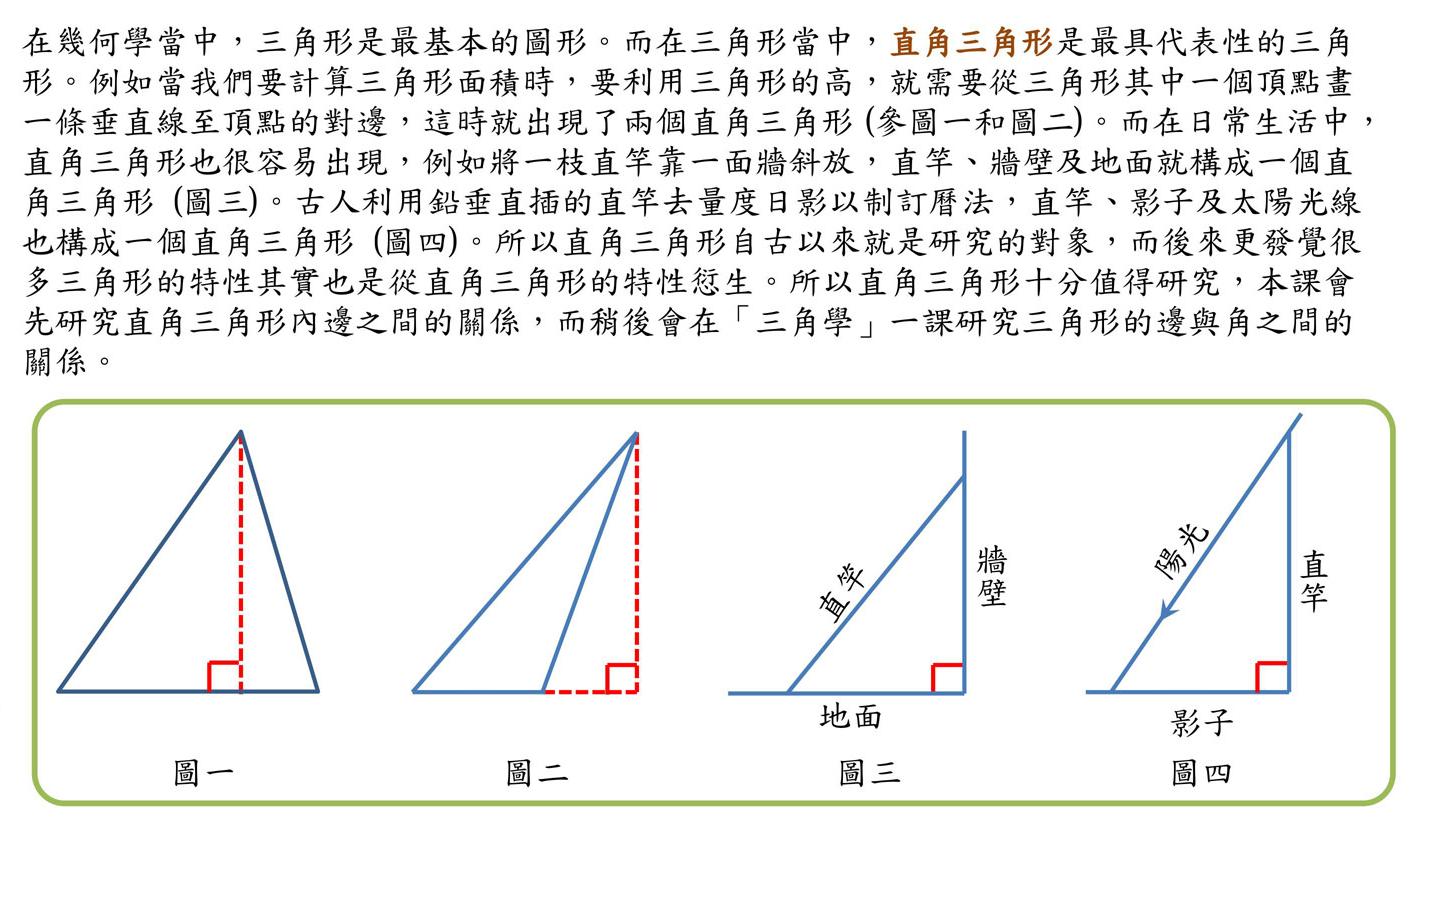 在幾何學當中，三角形是最基本的圖形。而在三角形當中，直角三角形是最具代表性的三角
形。例如當我們要計算三角形面積時，要利用三角形的高，就需要從三角形其中一個頂點畫
一條垂直線至頂點的對邊，這時就出現了兩個直角三角形 (參圖一和圖二)。而在日常生活中，
直角三角形也很容易出現，例如將一枝直竿靠一面牆斜放，直竿、牆壁及地面就構成一個直
角三角形 (圖三)。古人利用鉛垂直插的直竿去量度日影以制訂曆法，直竿、影子及太陽光線
也構成一個直角三角形 (圖四)。所以直角三角形自古以來就是研究的對象，而後來更發覺很
多三角形的特性其實也是從直角三角形的特性衍生。所以直角三角形十分值得研究，本課會
先研究直角三角形內邊之間的關係，而稍後會在「三角學」一課研究三角形的邊與角之間的
關係。
直竿
牆壁
地面
陽光
直竿
影子
圖一
圖二
圖三
圖四